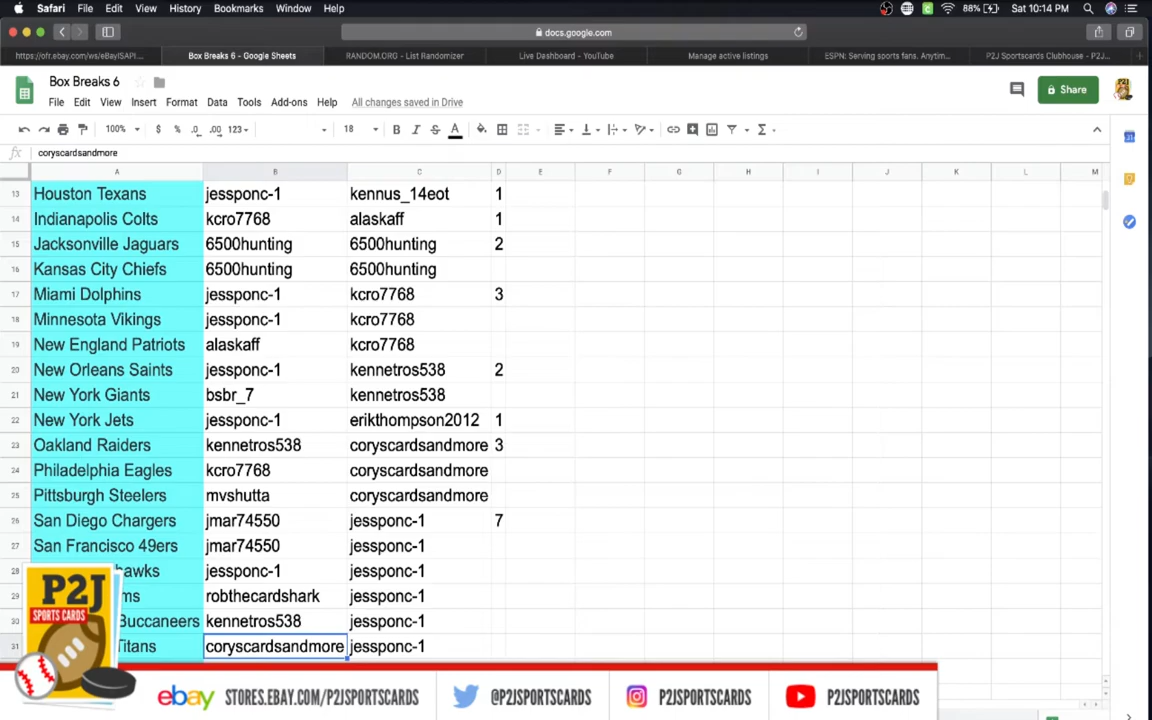 Safari File Edit View History Bookmarks Window Help 88% Sat 10:14 PM
docs.google.com
https://ofr.ebay.com/ws/eBayISAPI.... Box Breaks 6 - Google Sheets RANDOM.ORG - List Randomizer Live Dashboard - YouTube Manage active listings ESPN: Serving sports fans. Anytim... P2J Sportscards Clubhouse - P2J...
Box Breaks 6
File Edit View Insert Format Data Tools Add-ons Help All changes saved in Drive Share
100% $ % .0 .00 123 18 B I S A
fx coryscardsandmore
A B C D E F G H I J K L M
13 Houston Texans jessponc-1 kennus_14eot 1
14 Indianapolis Colts kcro7768 alaskaff 1
15 Jacksonville Jaguars 6500hunting 6500hunting 2
16 Kansas City Chiefs 6500hunting 6500hunting
17 Miami Dolphins jessponc-1 kcro7768 3
18 Minnesota Vikings jessponc-1 kcro7768
19 New England Patriots alaskaff kcro7768
20 New Orleans Saints jessponc-1 kennetros538 2
21 New York Giants bsbr_7 kennetros538
22 New York Jets jessponc-1 erikthompson2012 1
23 Oakland Raiders kennetros538 coryscardsandmore 3
24 Philadelphia Eagles kcro7768 coryscardsandmore
25 Pittsburgh Steelers mvshutta coryscardsandmore
26 San Diego Chargers jmar74550 jessponc-1 7
27 San Francisco 49ers jmar74550 jessponc-1
28 hawks jessponc-1 jessponc-1
29 ms robthecardshark jessponc-1
30 Buccaneers kennetros538 jessponc-1
31 Titans coryscardsandmore jessponc-1
P2J
SPORTS CARDS
ebay STORES.EBAY.COM/P2JSPORTSCARDS @P2JSPORTSCARDS P2JSPORTSCARDS P2JSPORTSCARDS